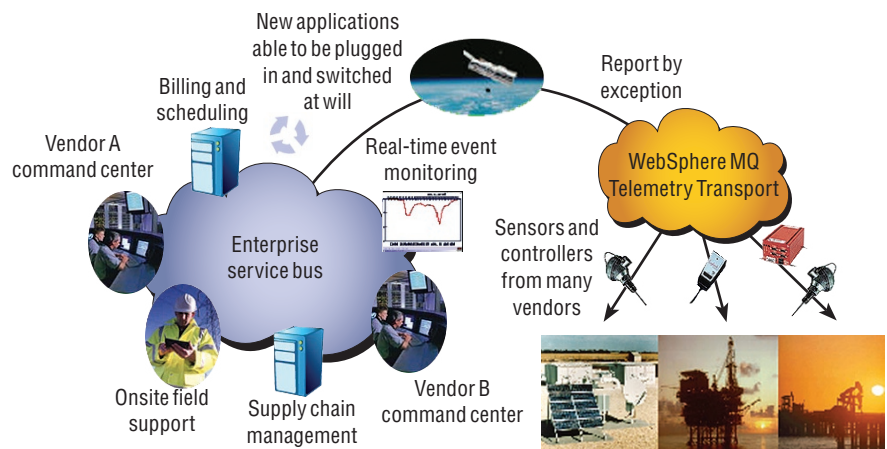 New applications
able to be plugged
in and switched
at will
Billing and
scheduling
Vendor A
command center
Real-time event
monitoring
Enterprise
service bus
Onsite field
support
Supply chain
management
Vendor B
command center
Report by
exception
WebSphere MQ
Telemetry Transport
Sensors and
controllers
from many
vendors